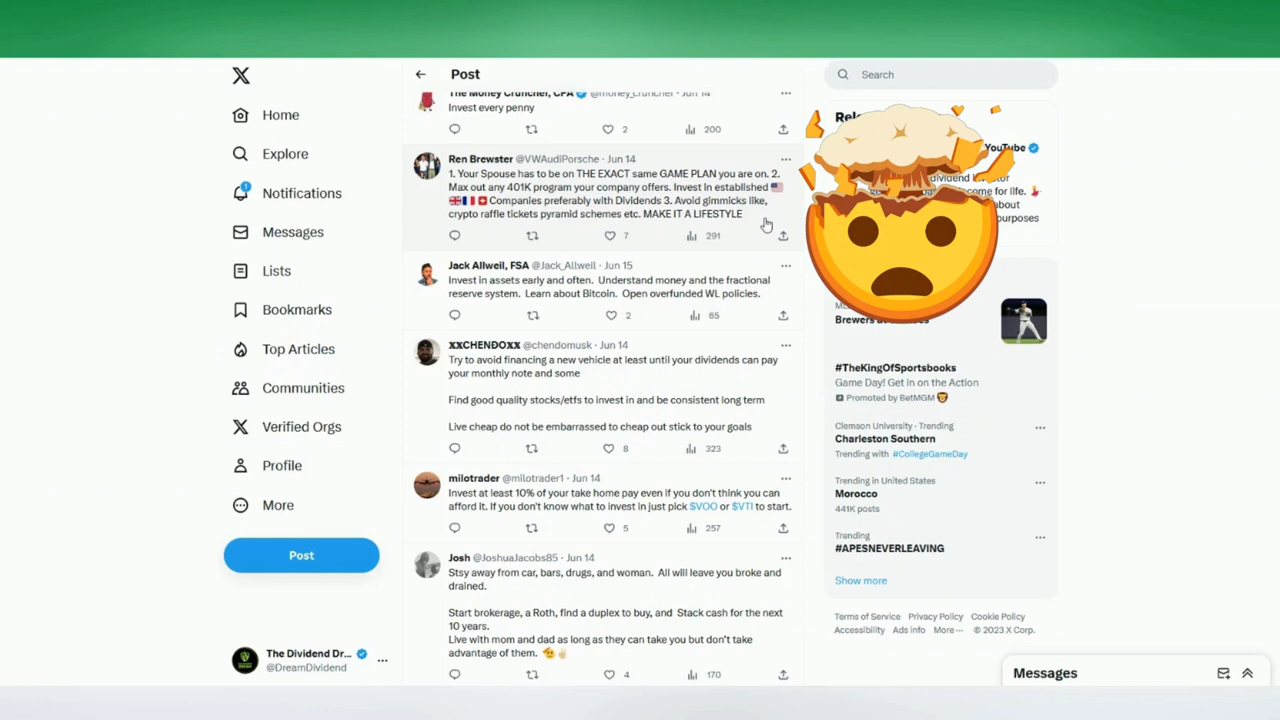 Home
Explore
Notifications
1
Messages
Lists
Bookmarks
Top Articles
Communities
Verified Orgs
Profile
More
Post
The Dividend Dr...
@DreamDividend
Post
The Money Cruncher, CPA @money_cruncher · Jun 14
Invest every penny
2 200
Ren Brewster @VWAudiPorsche · Jun 14
1. Your Spouse has to be on THE EXACT same GAME PLAN you are on. 2.
Max out any 401K program your company offers. Invest in established 🇺🇸
🇬🇧🇫🇷🇨🇭 Companies preferably with Dividends 3. Avoid gimmicks like,
crypto raffle tickets pyramid schemes etc. MAKE IT A LIFESTYLE
7 291
Jack Allweil, FSA @Jack_Allweil · Jun 15
Invest in assets early and often. Understand money and the fractional
reserve system. Learn about Bitcoin. Open overfunded WL policies.
2 65
𝐗𝐗CHENĐOXX @chendomusk · Jun 14
Try to avoid financing a new vehicle at least until your dividends can pay
your monthly note and some
Find good quality stocks/etfs to invest in and be consistent long term
Live cheap do not be embarrassed to cheap out stick to your goals
8 323
milotrader @milotrader1 · Jun 14
Invest at least 10% of your take home pay even if you don't think you can
afford it. If you don't know what to invest in just pick $VOO or $VTI to start.
5 257
Josh @JoshuaJacobs85 · Jun 14
Stsy away from car, bars, drugs, and woman. All will leave you broke and
drained.
Start brokerage, a Roth, find a duplex to buy, and Stack cash for the next
10 years.
Live with mom and dad as long as they can take you but don't take
advantage of them. 🫡✌🏼
4 170
Search
YouTube
dividend
come for life.
about
purposes
Brewers
#TheKingOfSportsbooks
Game Day! Get in on the Action
Promoted by BetMGM
Clemson University · Trending
Charleston Southern
Trending with #CollegeGameDay
Trending in United States
Morocco
441K posts
Trending
#APESNEVERLEAVING
Show more
Terms of Service Privacy Policy Cookie Policy
Accessibility Ads info More ··· © 2023 X Corp.
Messages